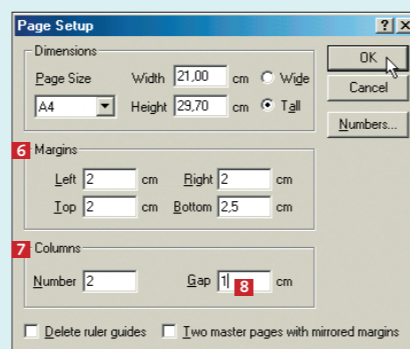 Page Setup
Dimensions
Page Size Width 21,00 cm Wide
A4 Height 29,70 cm Tall
OK
Cancel
Numbers...
6 Margins
Left 2 cm Right 2 cm
Top 2 cm Bottom 2,5 cm
7 Columns
Number 2 Gap 1 8 cm
Delete ruler guides Two master pages with mirrored margins